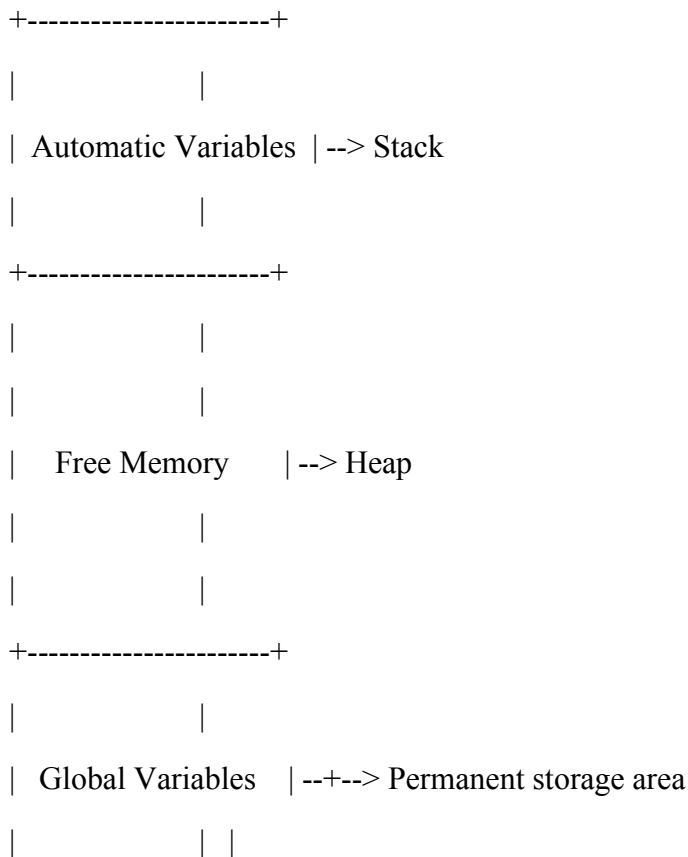 +-----------------------+
|                       |
| Automatic Variables  | --> Stack
|                       |
+-----------------------+
|                       |
|                       |
|    Free Memory       | --> Heap
|                       |
|                       |
+-----------------------+
|                       |
|  Global Variables    | --+--> Permanent storage area
|                       |  |